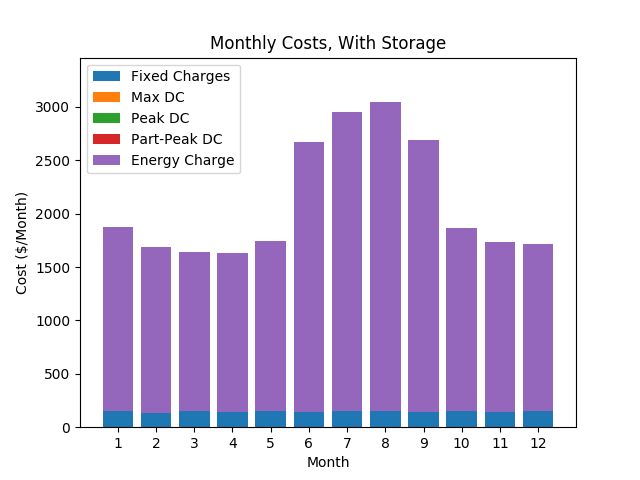 Monthly Costs, With Storage
Fixed Charges
Max DC
Peak DC
Part-Peak DC
Energy Charge
Cost ($/Month)
3000
2500
2000
1500
1000
500
0
1 2 3 4 5 6 7 8 9 10 11 12
Month